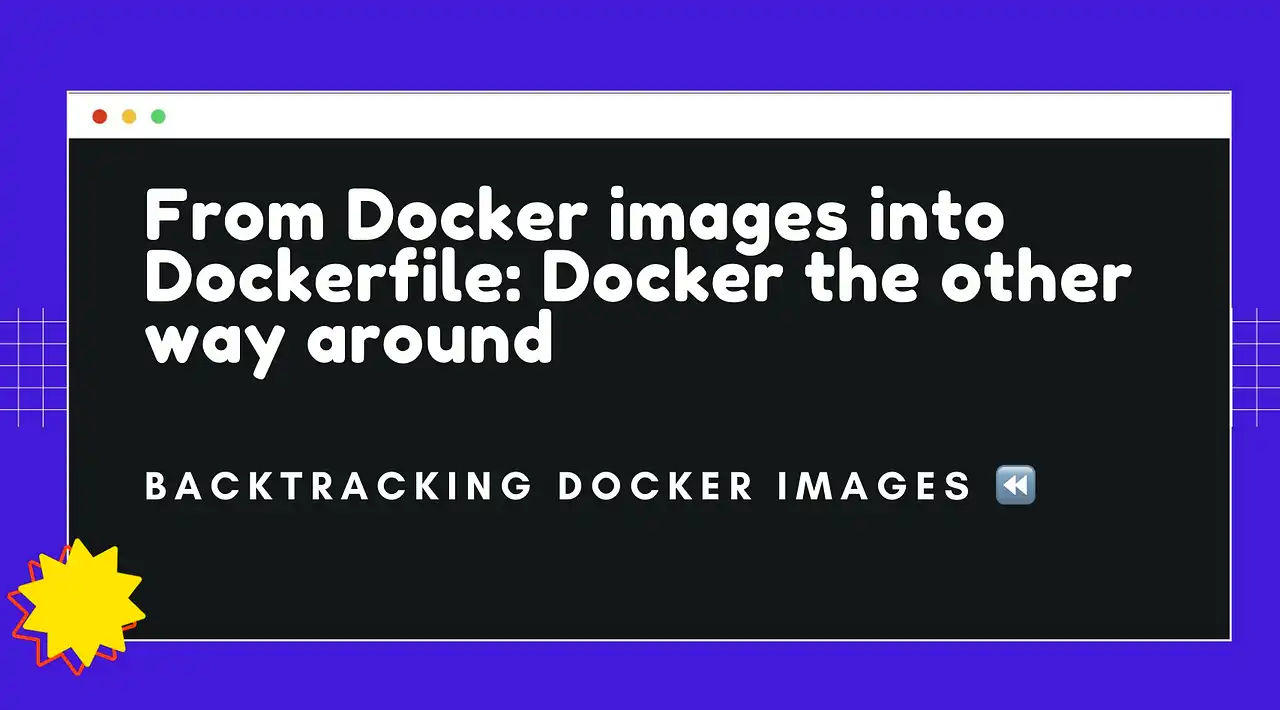 From Docker images into
Dockerfile: Docker the other
way around
BACKTRACKING DOCKER IMAGES ⏪